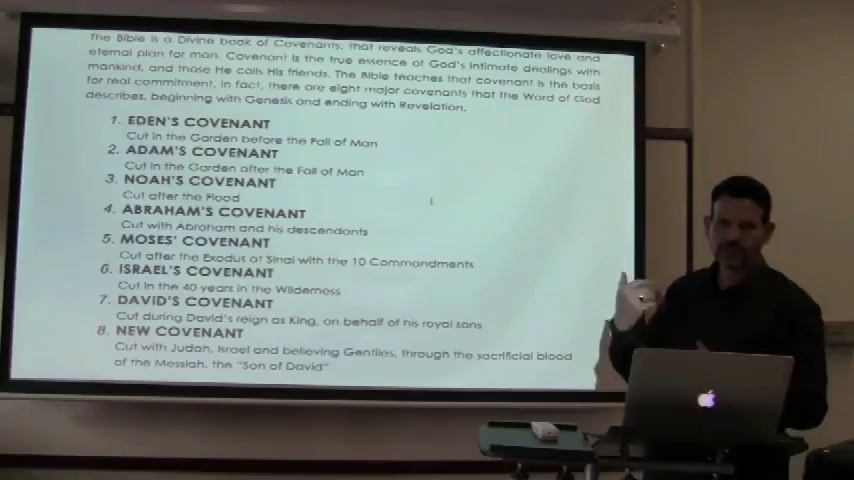 The Bible is a Divine book of Covenants, that reveals God's affectionate love and
eternal plan for man. Covenant is the true essence of God's intimate dealings with
mankind, and those He calls His friends. The Bible teaches that covenant is the basis
for real commitment. In fact, there are eight major covenants that the Word of God
describes, beginning with Genesis and ending with Revelation.
1. EDEN'S COVENANT
Cut in the Garden before the Fall of Man
2. ADAM'S COVENANT
Cut in the Garden after the Fall of Man
3. NOAH'S COVENANT
Cut after the Flood
4. ABRAHAM'S COVENANT
Cut with Abraham and his descendants
5. MOSES' COVENANT
Cut after the Exodus at Sinai with the 10 Commandments
6. ISRAEL'S COVENANT
Cut in the 40 years in the Wilderness
7. DAVID'S COVENANT
Cut during David's reign as King, on behalf of his royal sons
8. NEW COVENANT
Cut with Judah, Israel and believing Gentiles, through the sacrificial blood
of the Messiah, the "Son of David"